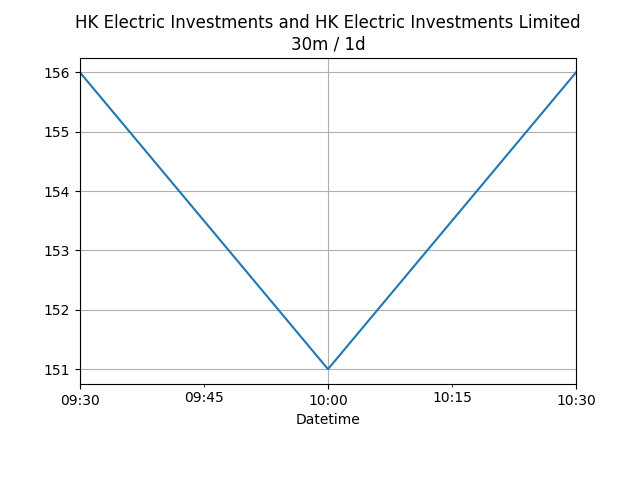 HK Electric Investments and HK Electric Investments Limited
30m / 1d
156
155
154
153
152
151
09:30 09:45 10:00 10:15 10:30
Datetime